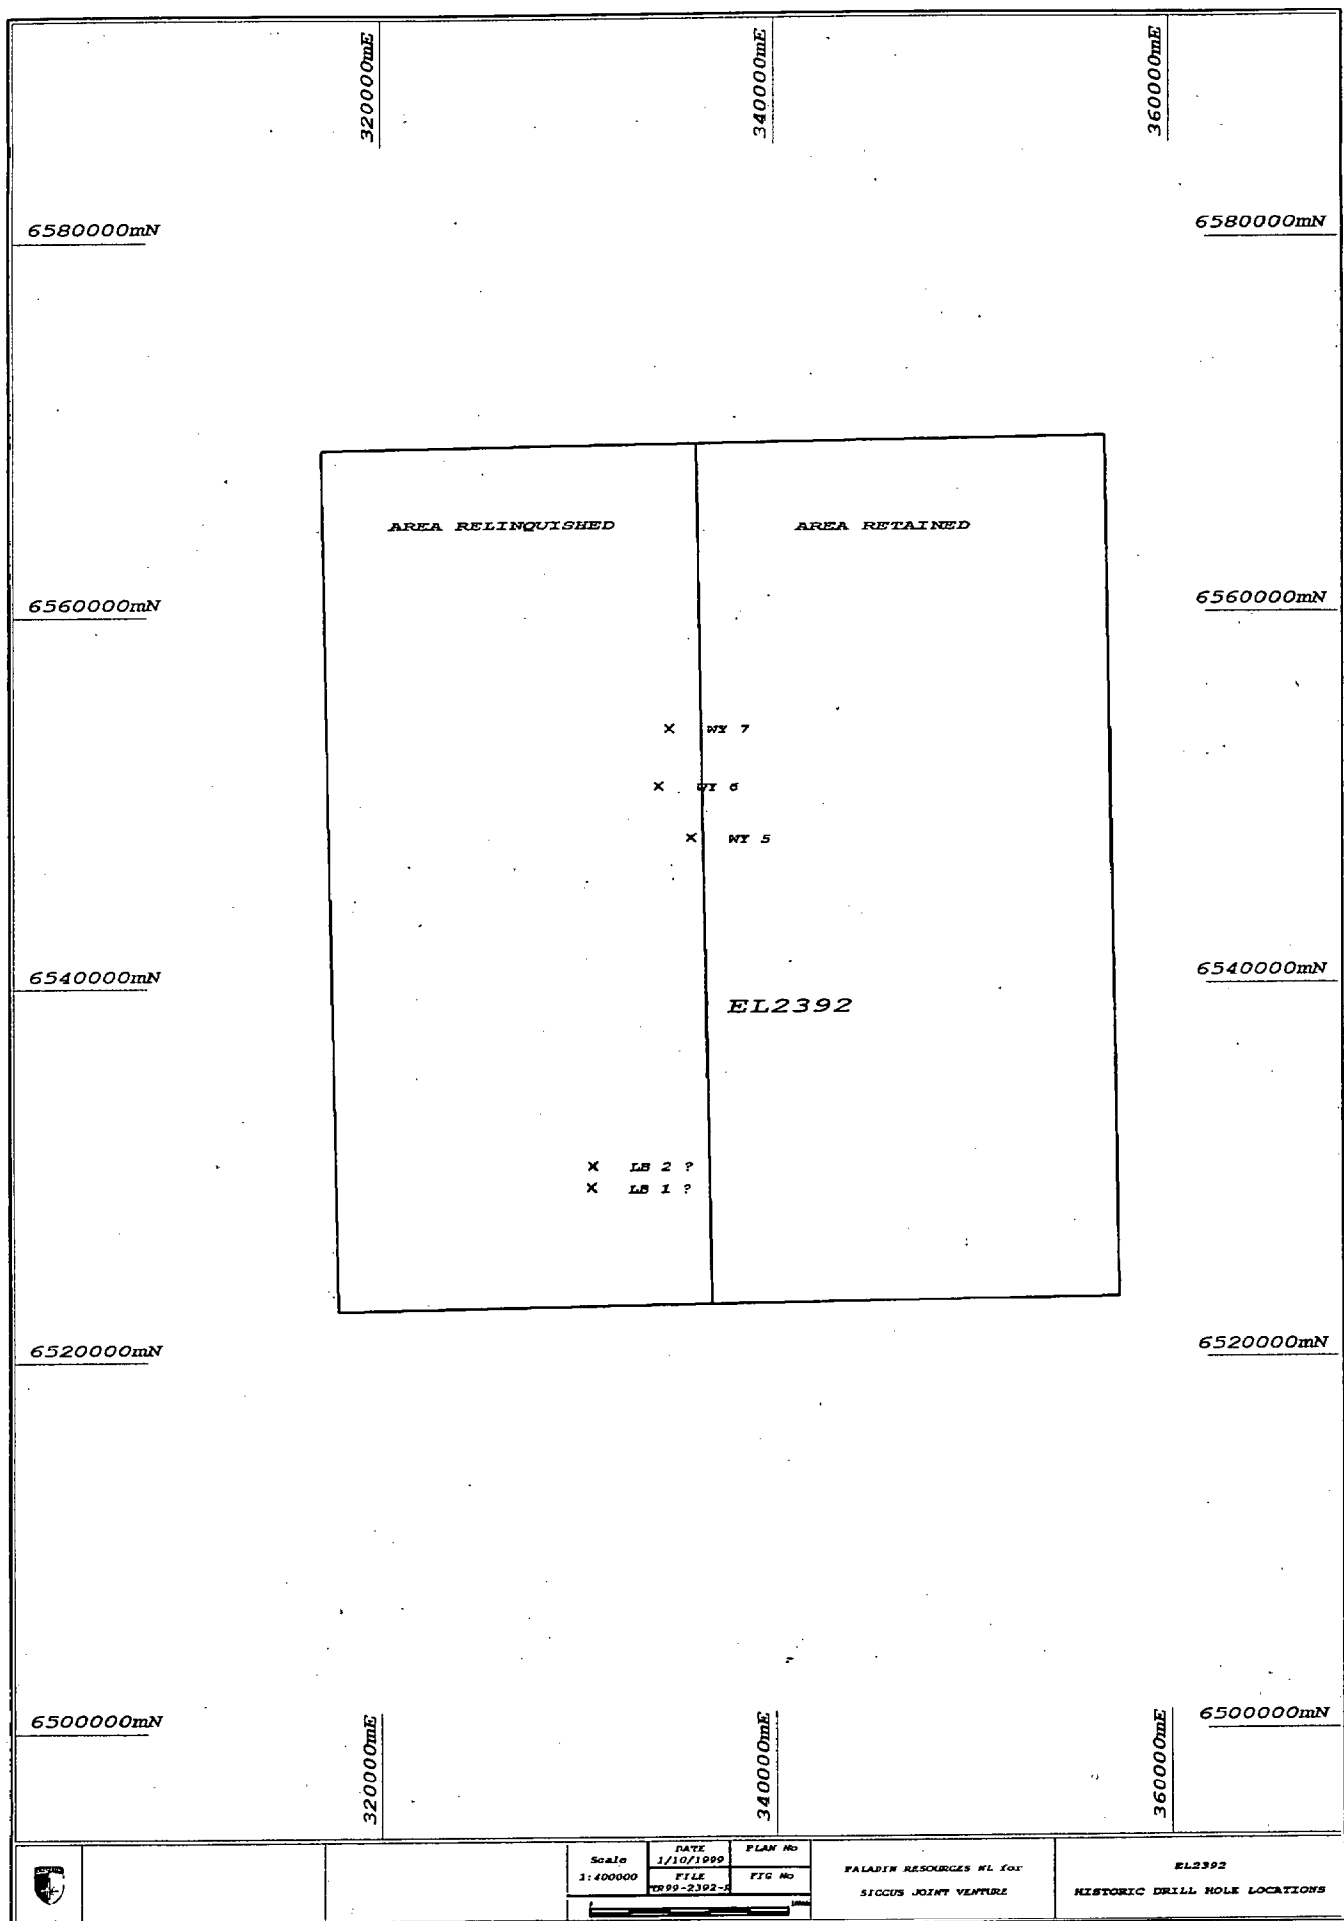 320000mE
340000mE
360000mE
6580000mN
6580000mN
AREA RELINQUISHED
AREA RETAINED
6560000mN
6560000mN
WY 7
WY 6
WY 5
6540000mN
6540000mN
EL2392
LB 2 ?
LB 1 ?
6520000mN
6520000mN
6500000mN
6500000mN
320000mE
340000mE
360000mE
Scale
1:400000
DATE
1/10/1999
PLAN No
FILE
FIG No
PALADIN RESOURCES NL for
SICCUS JOINT VENTURE
EL2392
HISTORIC DRILL HOLE LOCATIONS